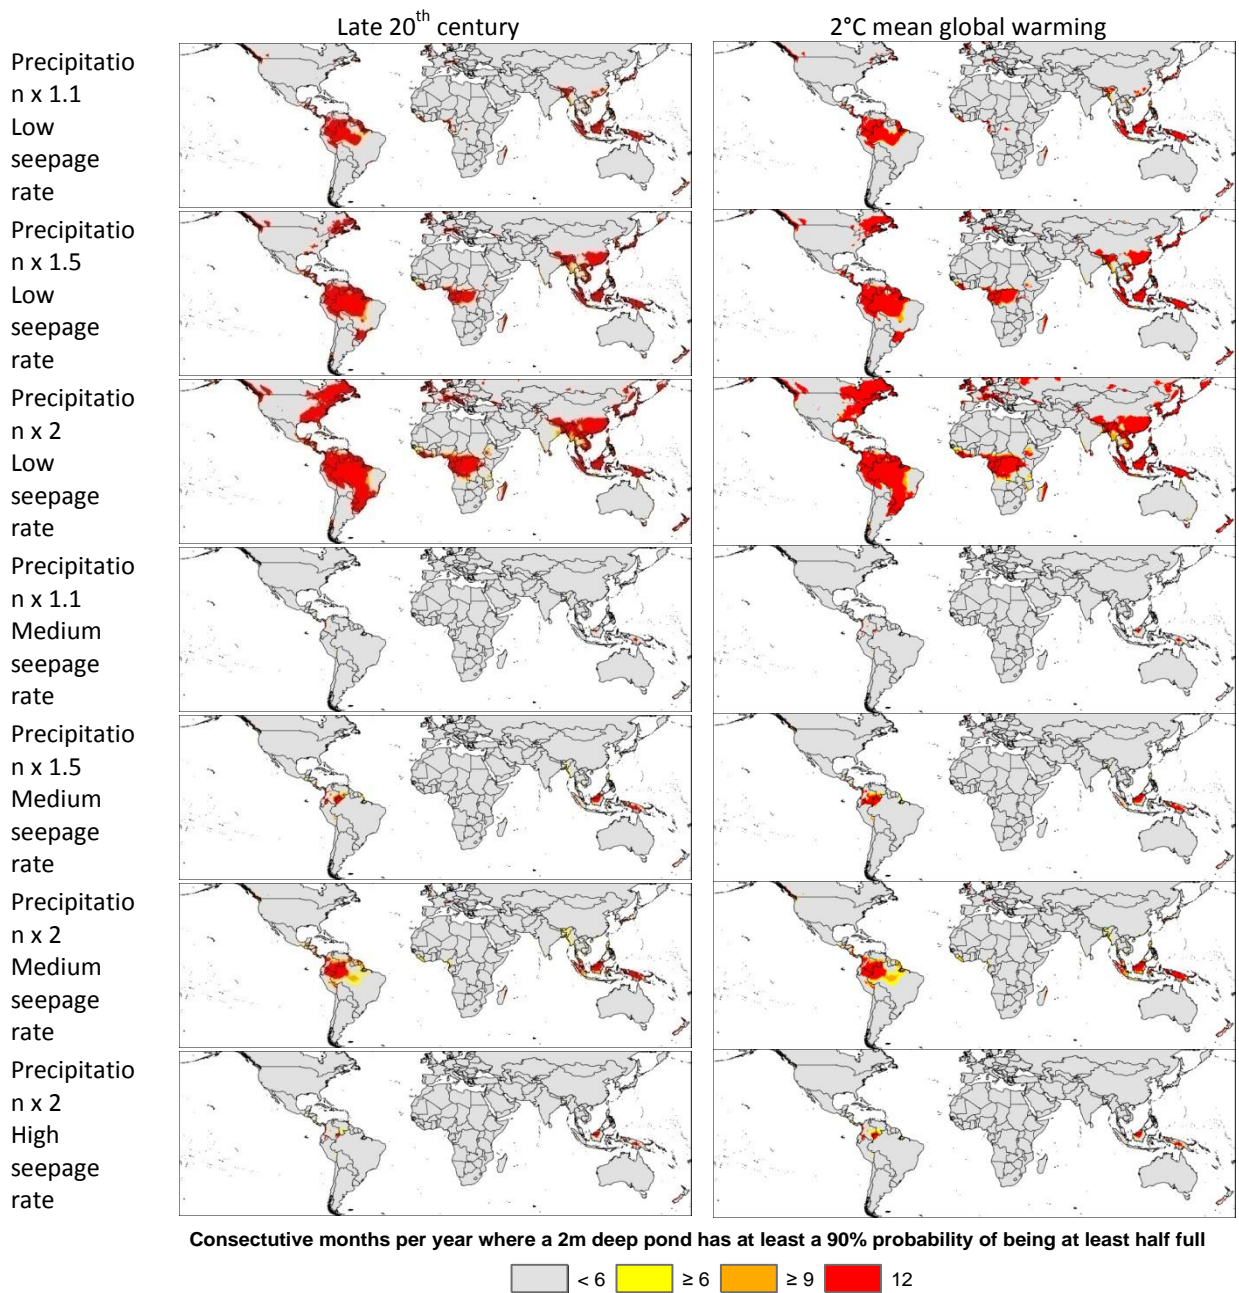 Late 20th century
2°C mean global warming
Precipitatio
n x 1.1
Low
seepage
rate
Precipitatio
n x 1.5
Low
seepage
rate
Precipitatio
n x 2
Low
seepage
rate
Precipitatio
n x 1.1
Medium
seepage
rate
Precipitatio
n x 1.5
Medium
seepage
rate
Precipitatio
n x 2
Medium
seepage
rate
Precipitatio
n x 2
High
seepage
rate
Consectutive months per year where a 2m deep pond has at least a 90% probability of being at least half full
< 6 ≥ 6 ≥ 9 12